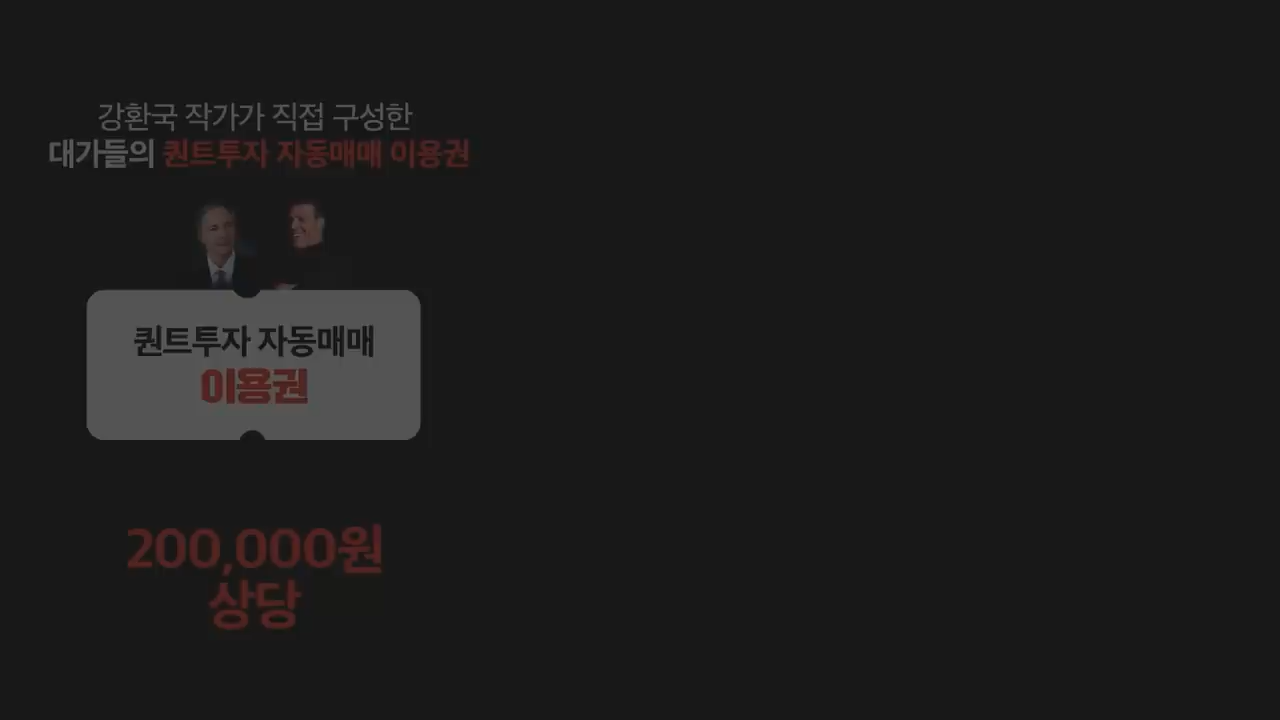 강환국 작가가 직접 구성한
대가들의 퀀트투자 자동매매 이용권
퀀트투자 자동매매
이용권
200,000원
상당